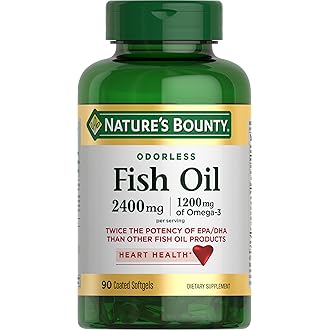 NATURE'S BOUNTY®
ODORLESS
Fish Oil
2400mg | 1200mg of Omega-3
per serving
TWICE THE POTENCY OF EPA/DHA
THAN OTHER FISH OIL PRODUCTS
HEART HEALTH*
90 Coated Softgels
DIETARY SUPPLEMENT